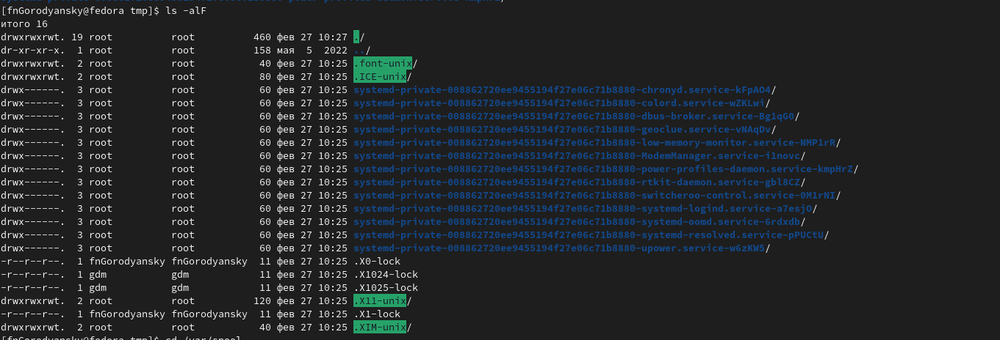 [fnGorodyansky@fedora tmp]$ ls -alF
итого 16
drwxrwxrwt. 19 root          root          460 фев 27 10:27 ./
dr-xr-xr-x.  1 root          root          158 мая  5  2022 ../
drwxrwxrwt.  2 root          root           40 фев 27 10:25 .font-unix/
drwxrwxrwt.  2 root          root           80 фев 27 10:25 .ICE-unix/
drwx------.  3 root          root           60 фев 27 10:25 systemd-private-008862720ee9455194f27e06c71b8880-chronyd.service-kFpAO4/
drwx------.  3 root          root           60 фев 27 10:25 systemd-private-008862720ee9455194f27e06c71b8880-colord.service-wZKLwi/
drwx------.  3 root          root           60 фев 27 10:25 systemd-private-008862720ee9455194f27e06c71b8880-dbus-broker.service-Bg1qG0/
drwx------.  3 root          root           60 фев 27 10:25 systemd-private-008862720ee9455194f27e06c71b8880-geoclue.service-vNAqDv/
drwx------.  3 root          root           60 фев 27 10:25 systemd-private-008862720ee9455194f27e06c71b8880-low-memory-monitor.service-NMP1rR/
drwx------.  3 root          root           60 фев 27 10:25 systemd-private-008862720ee9455194f27e06c71b8880-ModemManager.service-i1novc/
drwx------.  3 root          root           60 фев 27 10:25 systemd-private-008862720ee9455194f27e06c71b8880-power-profiles-daemon.service-kmpHrZ/
drwx------.  3 root          root           60 фев 27 10:25 systemd-private-008862720ee9455194f27e06c71b8880-rtkit-daemon.service-gbl8CZ/
drwx------.  3 root          root           60 фев 27 10:25 systemd-private-008862720ee9455194f27e06c71b8880-switcheroo-control.service-0M1rNI/
drwx------.  3 root          root           60 фев 27 10:25 systemd-private-008862720ee9455194f27e06c71b8880-systemd-logind.service-a7esjO/
drwx------.  3 root          root           60 фев 27 10:25 systemd-private-008862720ee9455194f27e06c71b8880-systemd-oomd.service-6rdxdb/
drwx------.  3 root          root           60 фев 27 10:25 systemd-private-008862720ee9455194f27e06c71b8880-systemd-resolved.service-pPUCtU/
drwx------.  3 root          root           60 фев 27 10:25 systemd-private-008862720ee9455194f27e06c71b8880-upower.service-w6zKW5/
-r--r--r--.  1 fnGorodyansky fnGorodyansky  11 фев 27 10:25 .X0-lock
-r--r--r--.  1 gdm           gdm            11 фев 27 10:25 .X1024-lock
-r--r--r--.  1 gdm           gdm            11 фев 27 10:25 .X1025-lock
drwxrwxrwt.  2 root          root          120 фев 27 10:25 .X11-unix/
-r--r--r--.  1 fnGorodyansky fnGorodyansky  11 фев 27 10:25 .X1-lock
drwxrwxrwt.  2 root          root           40 фев 27 10:25 .XIM-unix/
[fnGorodyansky@fedora tmp]$ cd /var/spool